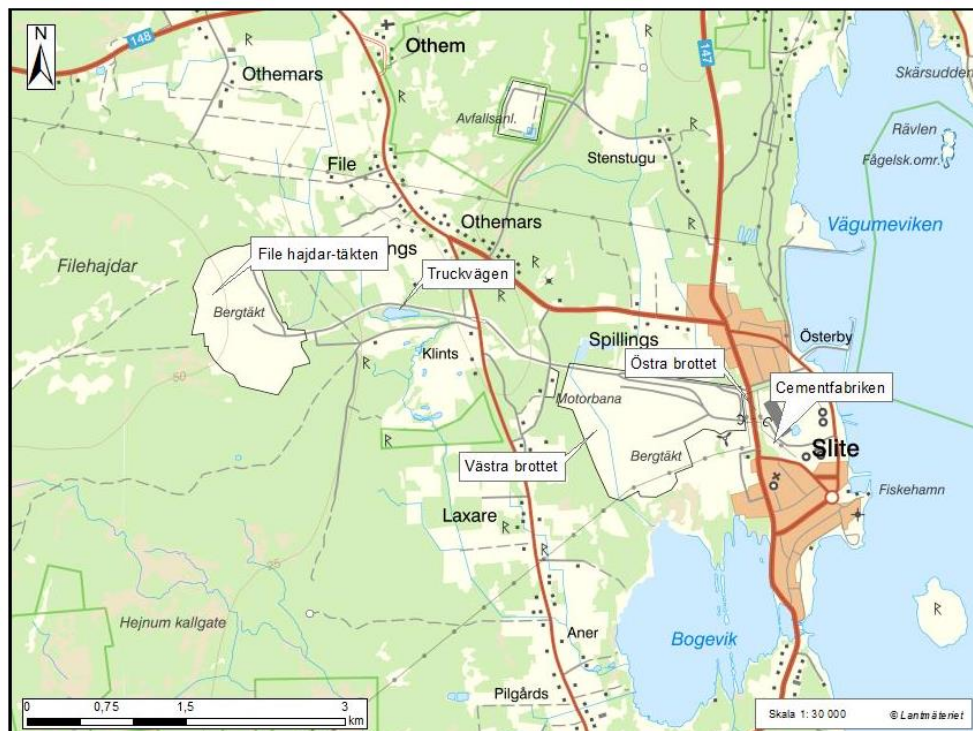 N
148
Othem
147
Othemars
Skärsudden
Avfallsanl.
Rävlen
Fågelsk.omr.
File
Stenstugu
Othemars
Vägumeviken
File hajdar-täkten
ngs
Filehajdar
Truckvägen
Bergtäkt
Spillings
Österby
Klints
Östra brottet
50
Motorbana
Cementfabriken
Slite
Västra brottet
Bergtäkt
Fiskehamn
Laxare
25
Hejnum kallgate
Aner
Bogevik
Pilgårds
0 0,75 1,5 3
km
Skala 1: 30 000 © Lantmäteriet